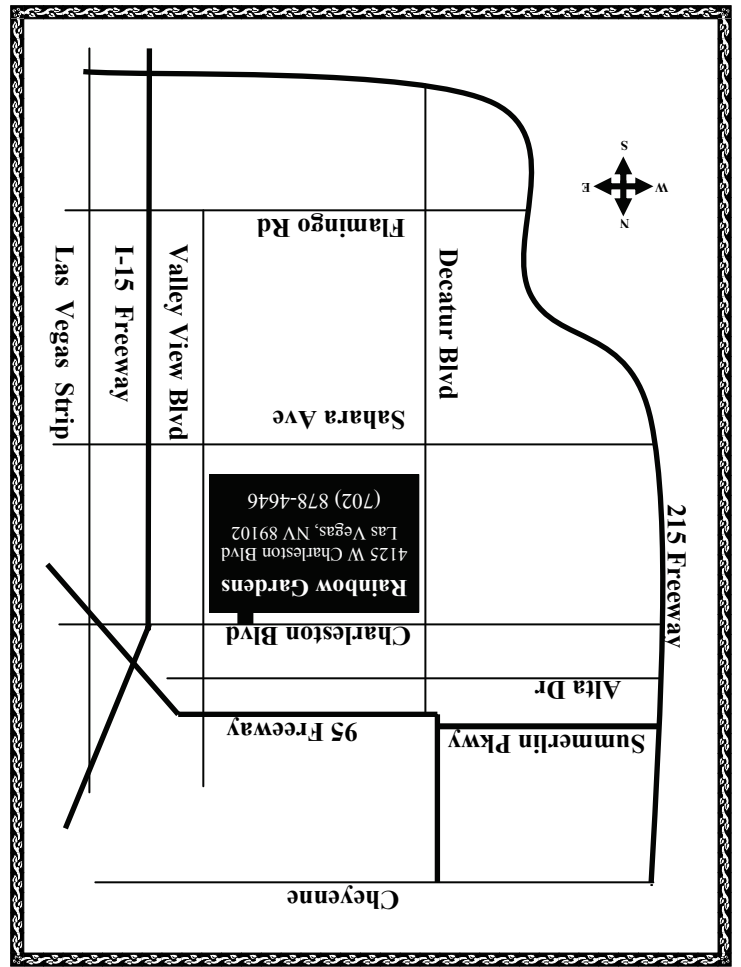 Cheyenne
Summerlin Pkwy
95 Freeway
Alta Dr
Charleston Blvd
Rainbow Gardens
4125 W Charleston Blvd
Las Vegas, NV 89102
(702) 878-4646
215 Freeway
Sahara Ave
Decatur Blvd
Valley View Blvd
I-15 Freeway
Las Vegas Strip
Flamingo Rd
N
W
E
S